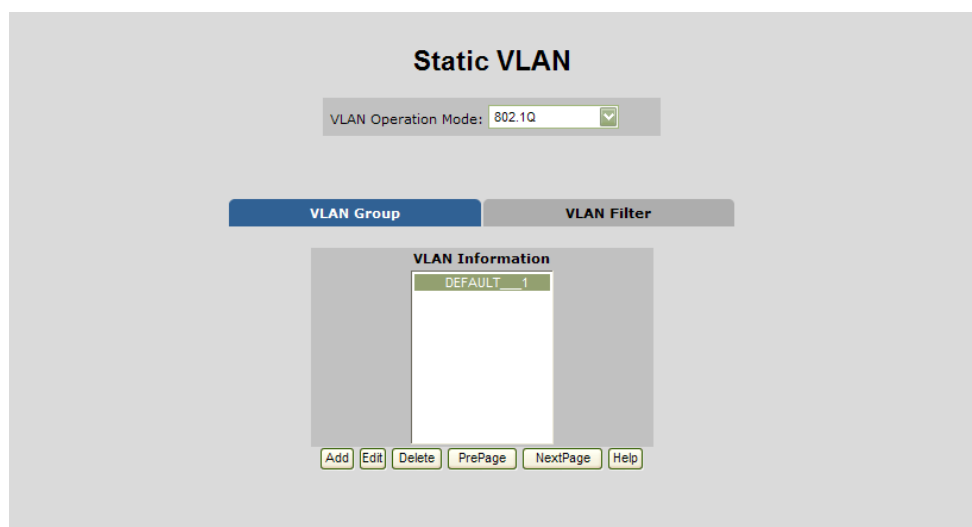 Static VLAN
VLAN Operation Mode: 802.1Q
VLAN Group VLAN Filter
VLAN Information
DEFAULT___1
Add Edit Delete PrePage NextPage Help